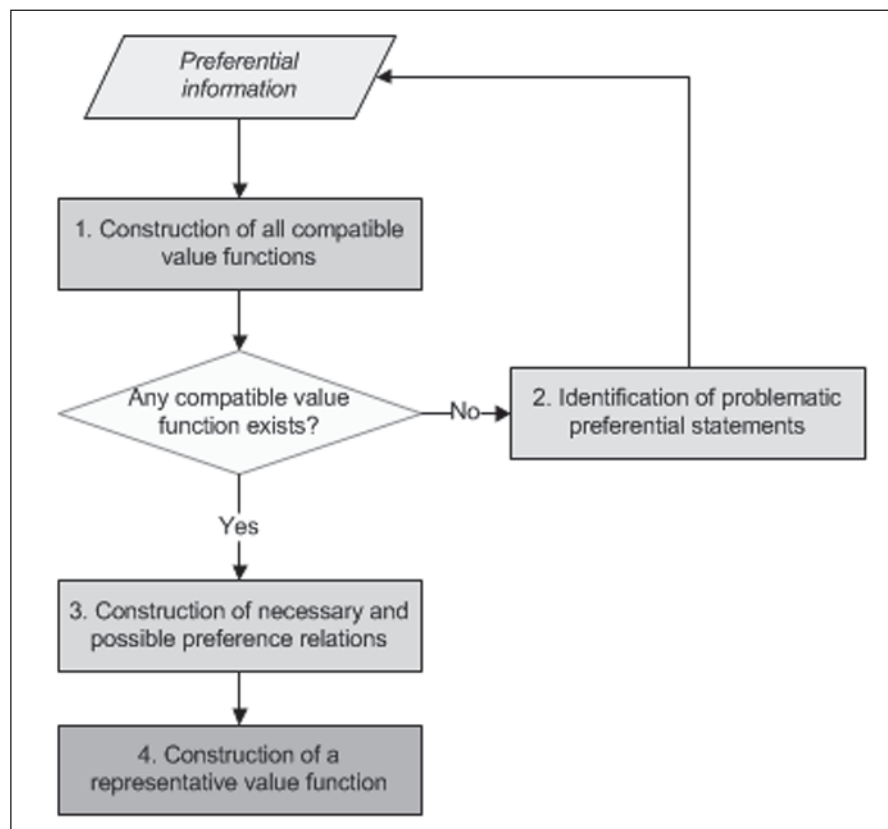 Preferential
information
1. Construction of all compatible
value functions
Any compatible value
function exists?
No
2. Identification of problematic
preferential statements
Yes
3. Construction of necessary and
possible preference relations
4. Construction of a
representative value function